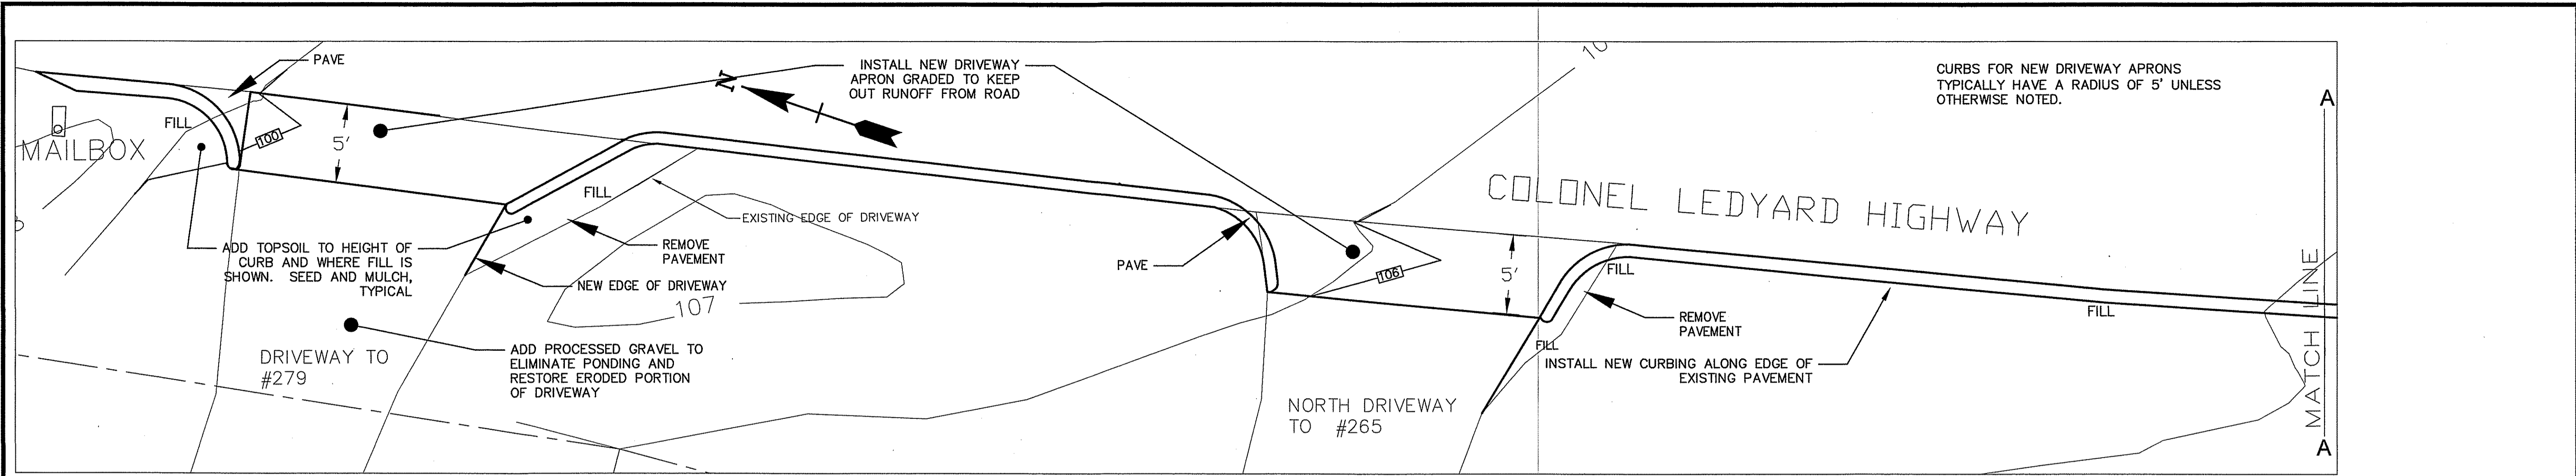 PAVE
INSTALL NEW DRIVEWAY
APRON GRADED TO KEEP
OUT RUNOFF FROM ROAD
N
CURBS FOR NEW DRIVEWAY APRONS
TYPICALLY HAVE A RADIUS OF 5' UNLESS
OTHERWISE NOTED.
A
FILL
MAILBOX
100
5'
10
FILL
EXISTING EDGE OF DRIVEWAY
COLONEL LEDYARD HIGHWAY
ADD TOPSOIL TO HEIGHT OF
CURB AND WHERE FILL IS
SHOWN. SEED AND MULCH,
TYPICAL
REMOVE
PAVEMENT
NEW EDGE OF DRIVEWAY
107
PAVE
106
5'
FILL
REMOVE
PAVEMENT
FILL
FILL
INSTALL NEW CURBING ALONG EDGE OF
EXISTING PAVEMENT
DRIVEWAY TO
#279
ADD PROCESSED GRAVEL TO
ELIMINATE PONDING AND
RESTORE ERODED PORTION
OF DRIVEWAY
NORTH DRIVEWAY
TO #265
MATCH LINE
A